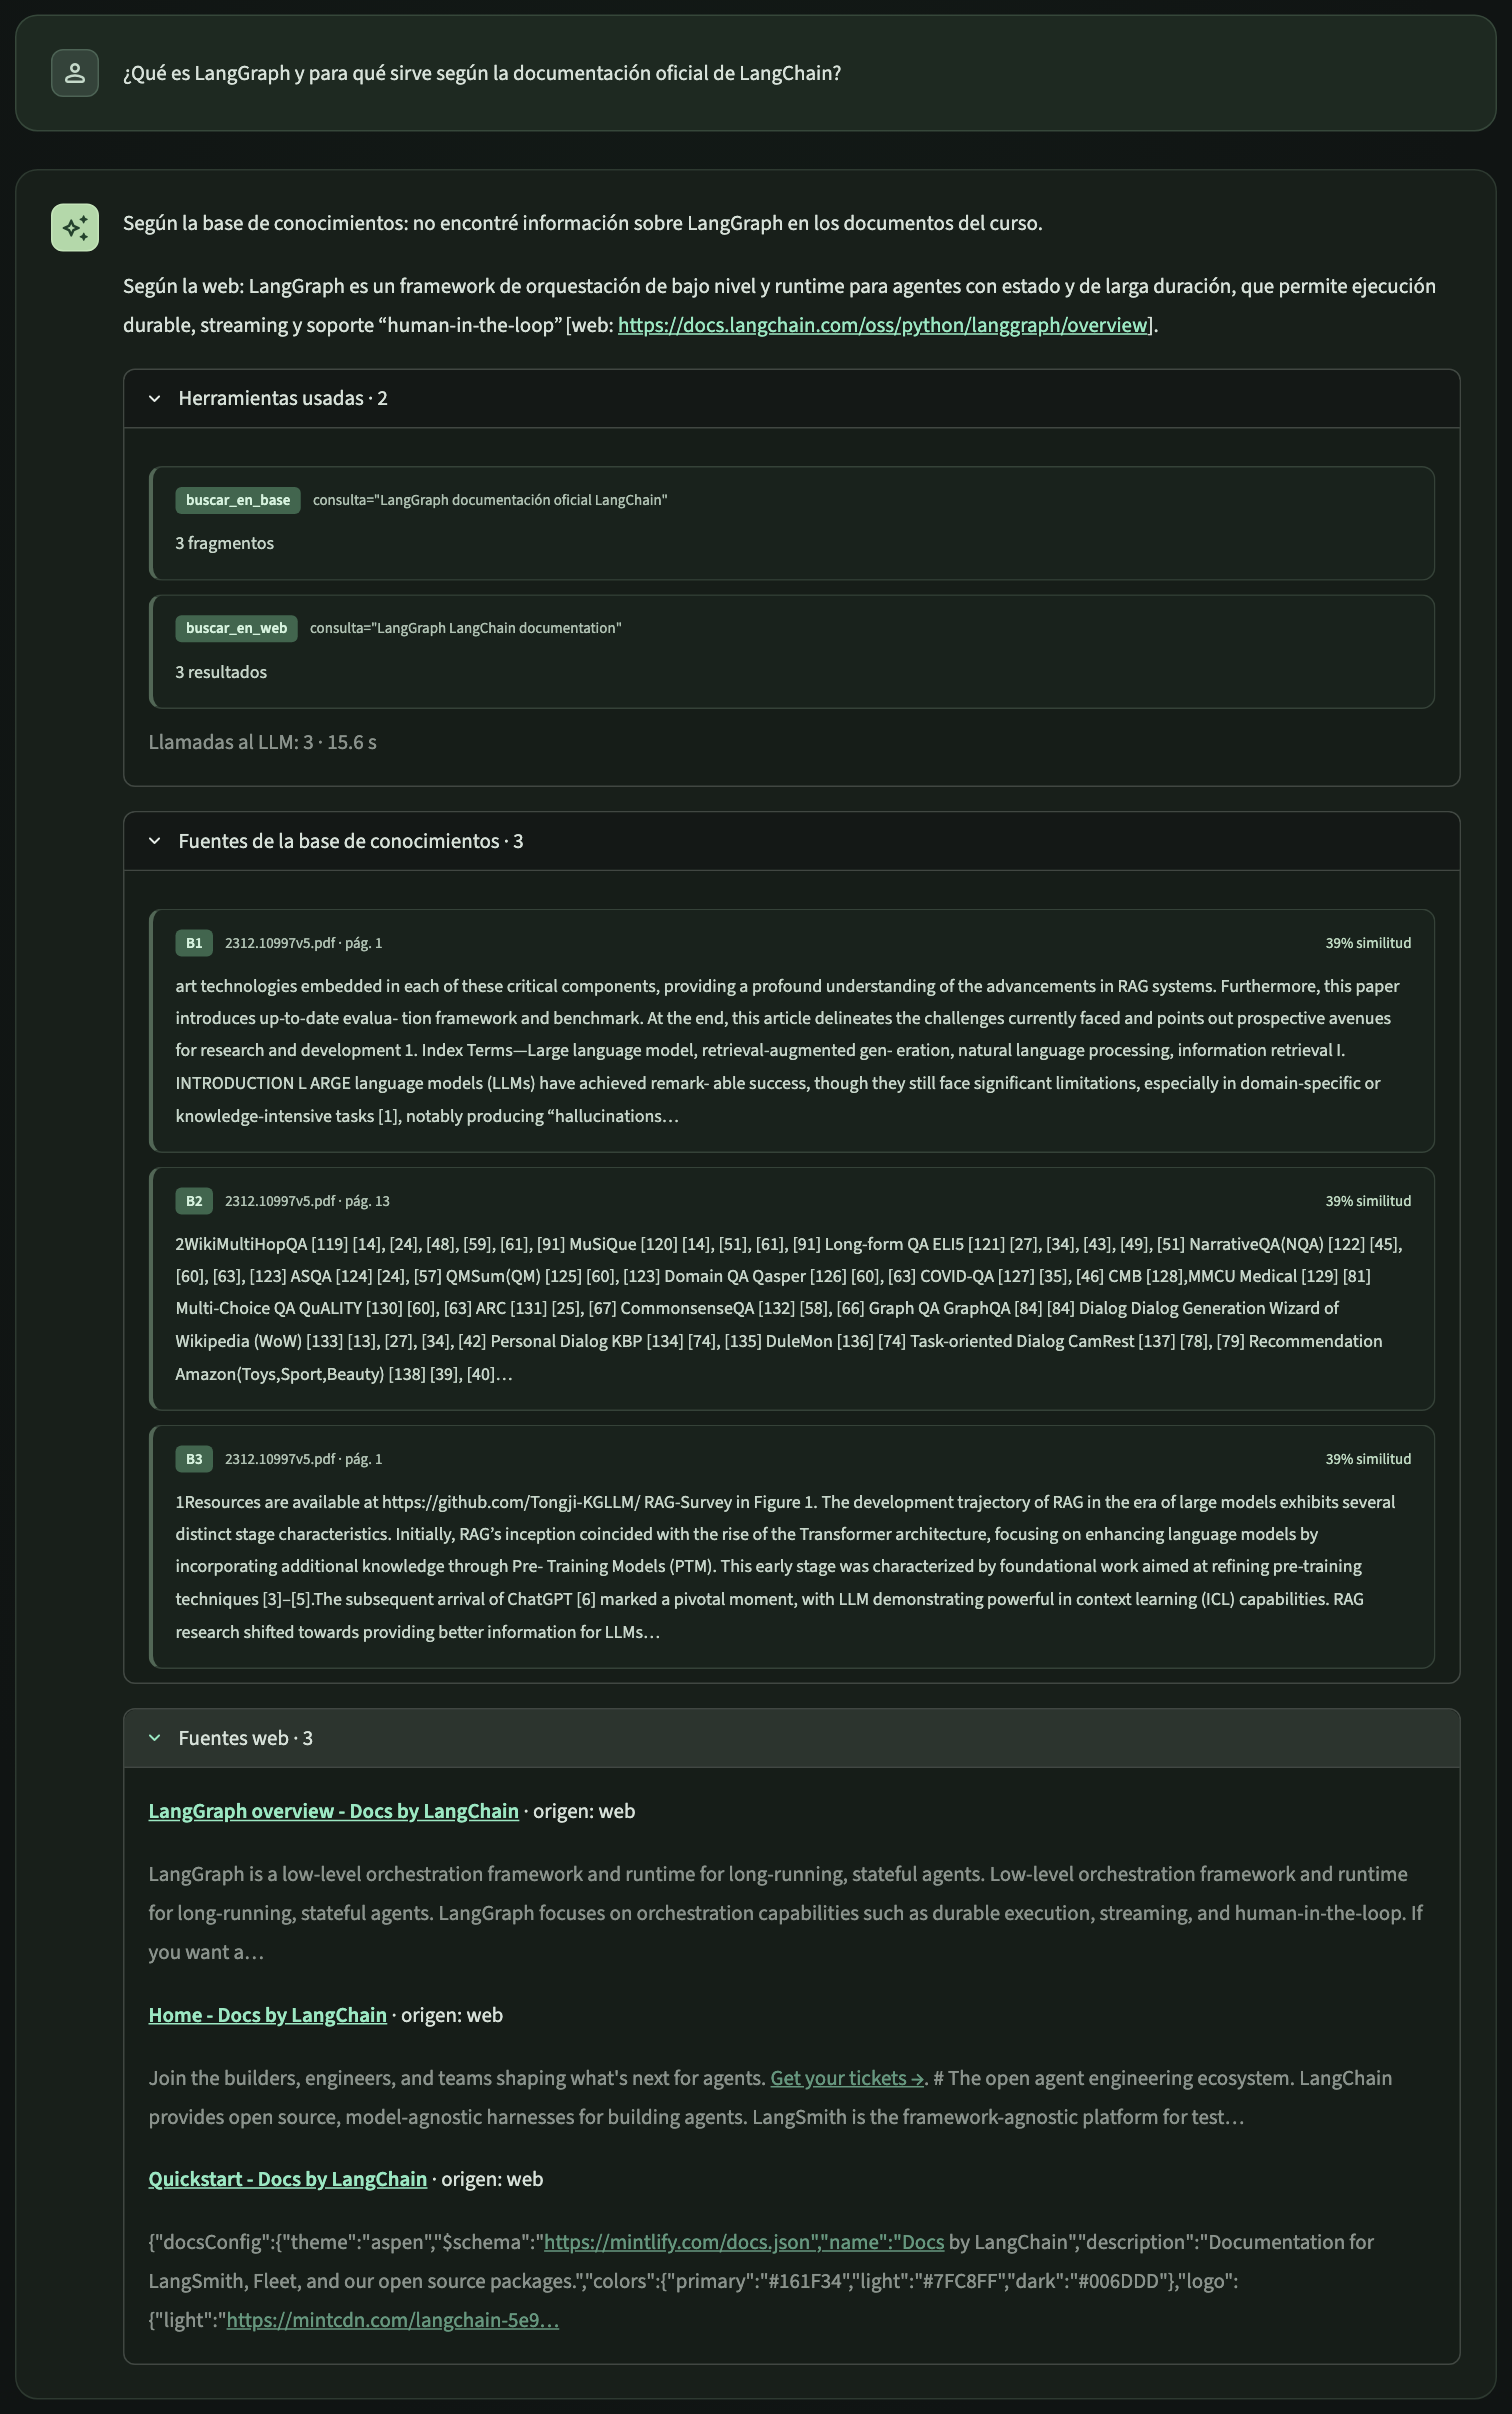 ¿Qué es LangGraph y para qué sirve según la documentación oficial de LangChain?
Según la base de conocimientos: no encontré información sobre LangGraph en los documentos del curso.
Según la web: LangGraph es un framework de orquestación de bajo nivel y runtime para agentes con estado y de larga duración, que permite ejecución
durable, streaming y soporte “human-in-the-loop” [web: https://docs.langchain.com/oss/python/langgraph/overview].
Herramientas usadas · 2
buscar_en_base consulta="LangGraph documentación oficial LangChain"
3 fragmentos
buscar_en_web consulta="LangGraph LangChain documentation"
3 resultados
Llamadas al LLM: 3 · 15.6 s
Fuentes de la base de conocimientos · 3
B1 2312.10997v5.pdf · pág. 1 39% similitud
art technologies embedded in each of these critical components, providing a profound understanding of the advancements in RAG systems. Furthermore, this paper
introduces up-to-date evalua- tion framework and benchmark. At the end, this article delineates the challenges currently faced and points out prospective avenues
for research and development 1. Index Terms—Large language model, retrieval-augmented gen- eration, natural language processing, information retrieval I.
INTRODUCTION L ARGE language models (LLMs) have achieved remark- able success, though they still face significant limitations, especially in domain-specific or
knowledge-intensive tasks [1], notably producing “hallucinations…
B2 2312.10997v5.pdf · pág. 13 39% similitud
2WikiMultiHopQA [119] [14], [24], [48], [59], [61], [91] MuSiQue [120] [14], [51], [61], [91] Long-form QA ELI5 [121] [27], [34], [43], [49], [51] NarrativeQA(NQA) [122] [45],
[60], [63], [123] ASQA [124] [24], [57] QMSum(QM) [125] [60], [123] Domain QA Qasper [126] [60], [63] COVID-QA [127] [35], [46] CMB [128],MMCU Medical [129] [81]
Multi-Choice QA QuALITY [130] [60], [63] ARC [131] [25], [67] CommonsenseQA [132] [58], [66] Graph QA GraphQA [84] [84] Dialog Dialog Generation Wizard of
Wikipedia (WoW) [133] [13], [27], [34], [42] Personal Dialog KBP [134] [74], [135] DuleMon [136] [74] Task-oriented Dialog CamRest [137] [78], [79] Recommendation
Amazon(Toys,Sport,Beauty) [138] [39], [40]…
B3 2312.10997v5.pdf · pág. 1 39% similitud
1Resources are available at https://github.com/Tongji-KGLLM/ RAG-Survey in Figure 1. The development trajectory of RAG in the era of large models exhibits several
distinct stage characteristics. Initially, RAG’s inception coincided with the rise of the Transformer architecture, focusing on enhancing language models by
incorporating additional knowledge through Pre- Training Models (PTM). This early stage was characterized by foundational work aimed at refining pre-training
techniques [3]–[5].The subsequent arrival of ChatGPT [6] marked a pivotal moment, with LLM demonstrating powerful in context learning (ICL) capabilities. RAG
research shifted towards providing better information for LLMs…
Fuentes web · 3
LangGraph overview - Docs by LangChain · origen: web
LangGraph is a low-level orchestration framework and runtime for long-running, stateful agents. Low-level orchestration framework and runtime
for long-running, stateful agents. LangGraph focuses on orchestration capabilities such as durable execution, streaming, and human-in-the-loop. If
you want a…
Home - Docs by LangChain · origen: web
Join the builders, engineers, and teams shaping what's next for agents. Get your tickets →. # The open agent engineering ecosystem. LangChain
provides open source, model-agnostic harnesses for building agents. LangSmith is the framework-agnostic platform for test…
Quickstart - Docs by LangChain · origen: web
{"docsConfig":{"theme":"aspen","$schema":"https://mintlify.com/docs.json","name":"Docs by LangChain","description":"Documentation for
LangSmith, Fleet, and our open source packages.","colors":{"primary":"#161F34","light":"#7FC8FF","dark":"#006DDD"},"logo":
{"light":"https://mintcdn.com/langchain-5e9…